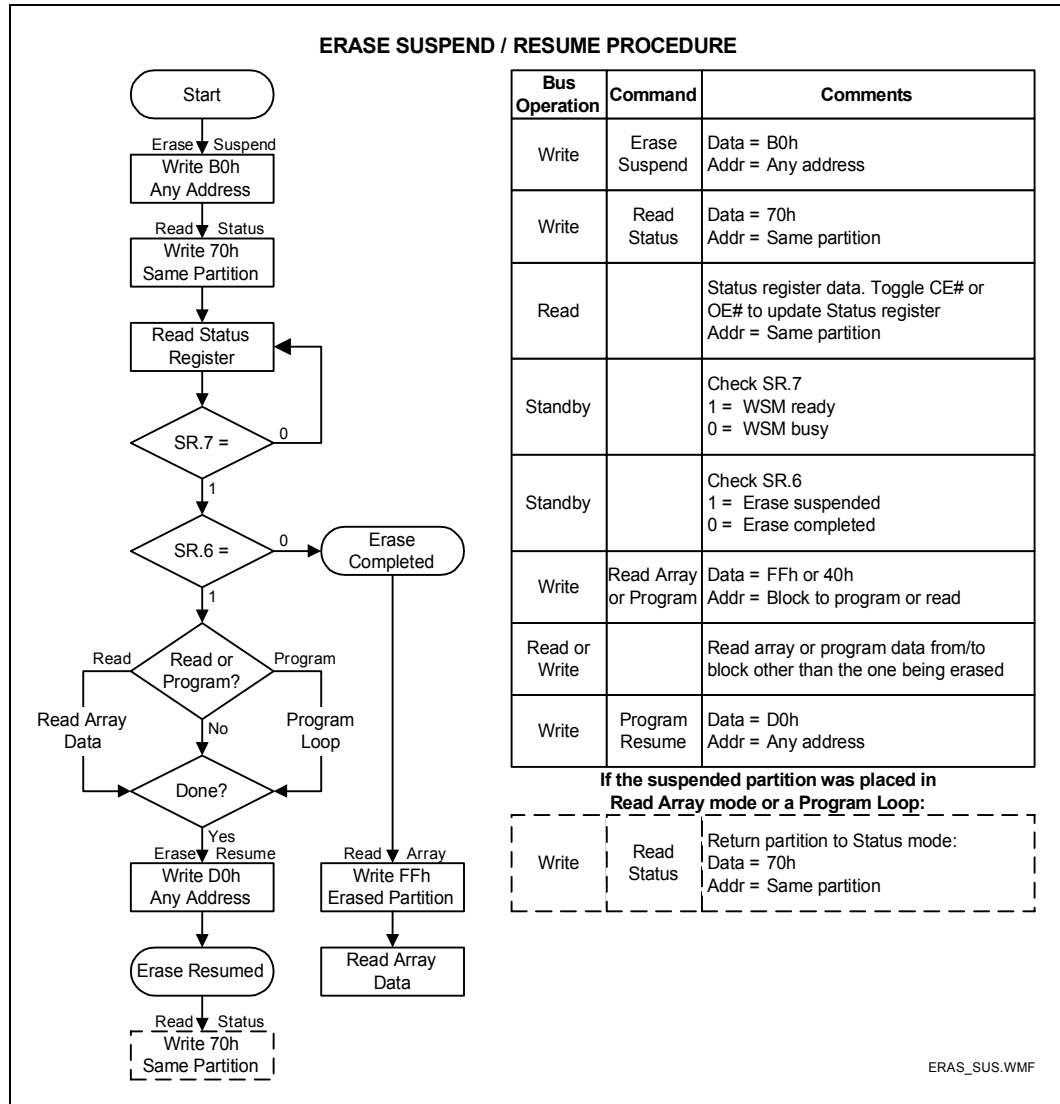 ERASE SUSPEND / RESUME PROCEDURE
Start
Erase Suspend
Write B0h
Any Address
Read Status
Write 70h
Same Partition
Read Status
Register
SR.7 =
0
1
SR.6 =
0
Erase
Completed
1
Read
Read or
Program?
Program
Read Array
Data
No
Program
Loop
Done?
Yes
Erase Resume
Write D0h
Any Address
Read Array
Write FFh
Erased Partition
Erase Resumed
Read Array
Data
Read Status
Write 70h
Same Partition
Bus
Operation
Command
Comments
Write
Erase
Suspend
Data = B0h
Addr = Any address
Write
Read
Status
Data = 70h
Addr = Same partition
Read
Status register data. Toggle CE# or
OE# to update Status register
Addr = Same partition
Standby
Check SR.7
1 = WSM ready
0 = WSM busy
Standby
Check SR.6
1 = Erase suspended
0 = Erase completed
Write
Read Array
or Program
Data = FFh or 40h
Addr = Block to program or read
Read or
Write
Read array or program data from/to
block other than the one being erased
Write
Program
Resume
Data = D0h
Addr = Any address
If the suspended partition was placed in
Read Array mode or a Program Loop:
Write
Read
Status
Return partition to Status mode:
Data = 70h
Addr = Same partition
ERAS_SUS.WMF